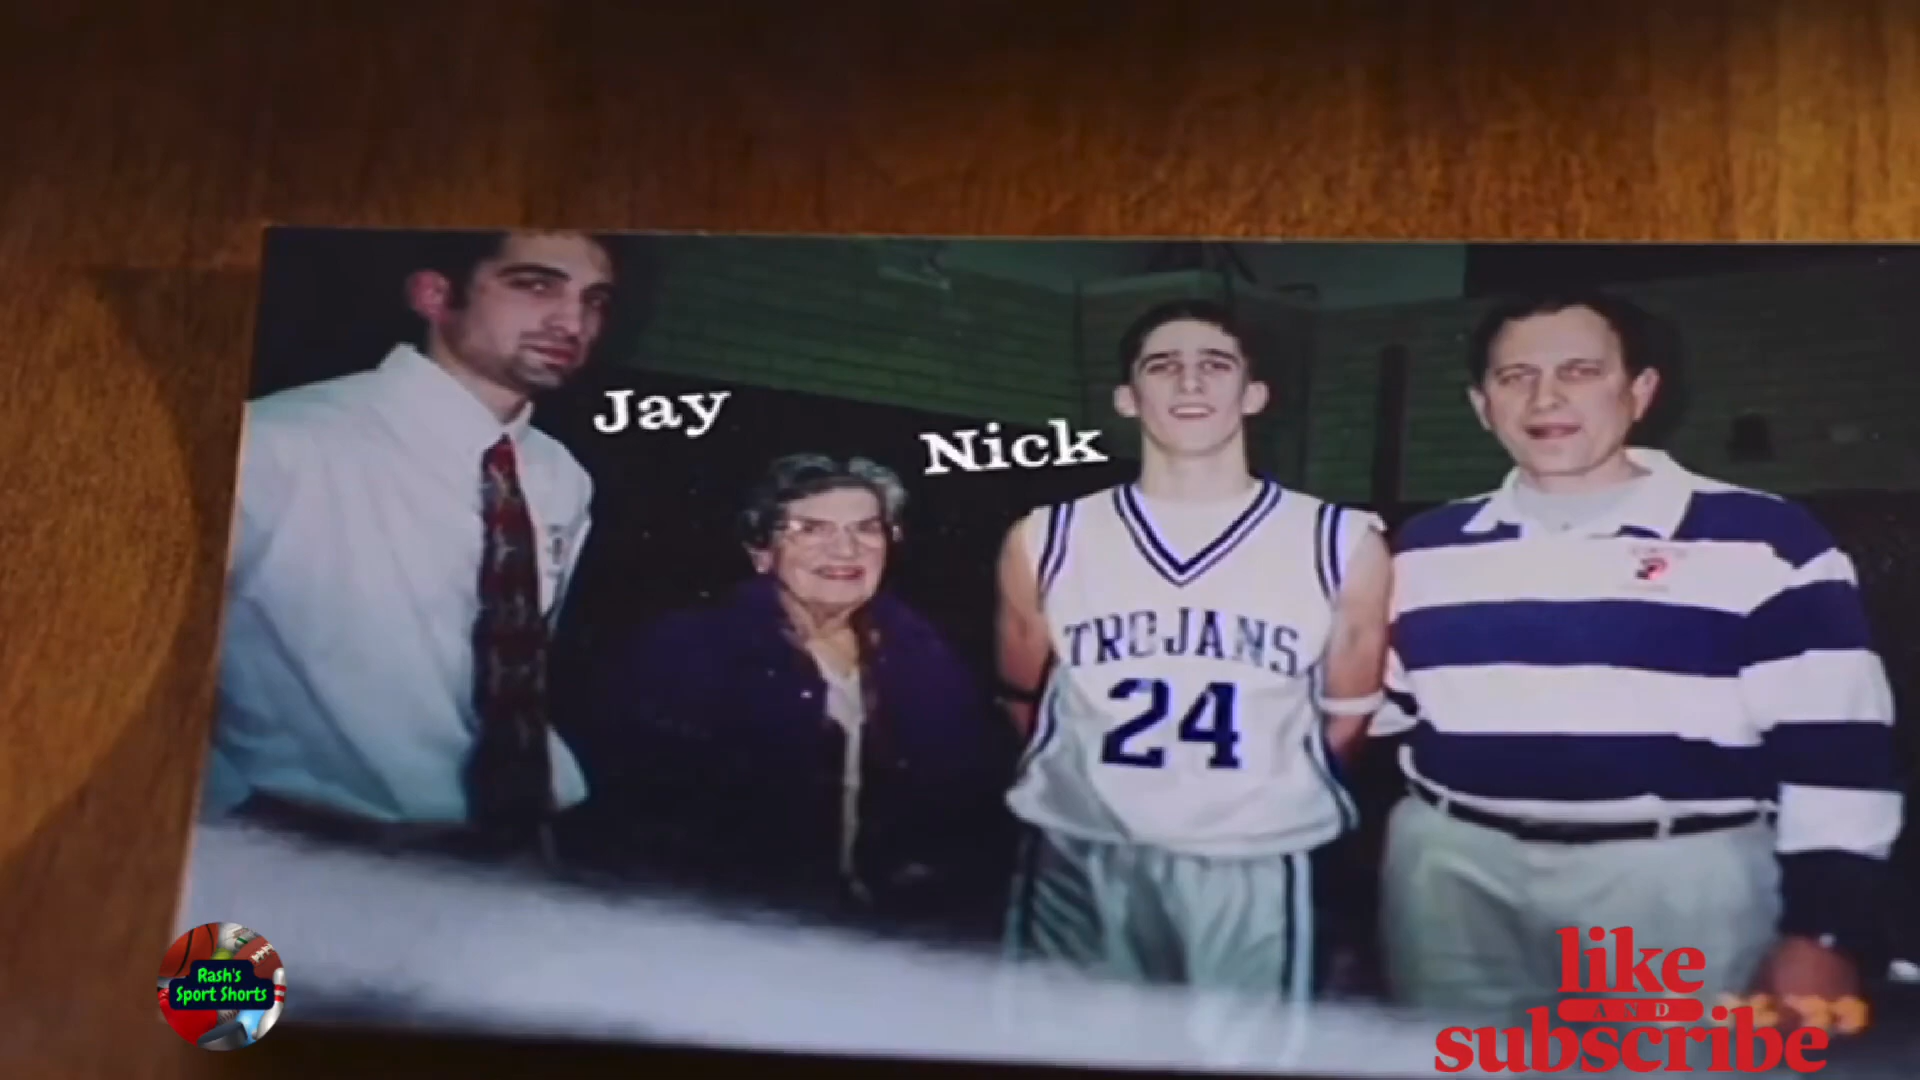 Jay
Nick
TROJANS
24
Rash's
Sport Shorts
like
AND
subscribe